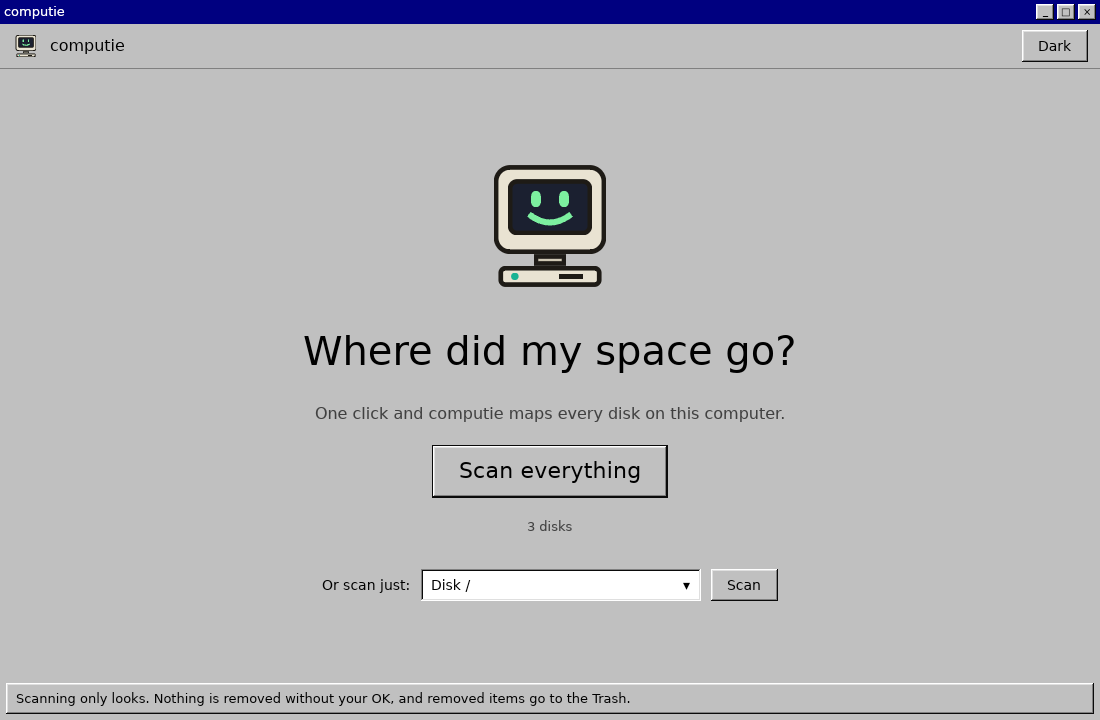 computie
computie
Dark
Where did my space go?
One click and computie maps every disk on this computer.
Scan everything
3 disks
Or scan just: Disk / Scan
Scanning only looks. Nothing is removed without your OK, and removed items go to the Trash.